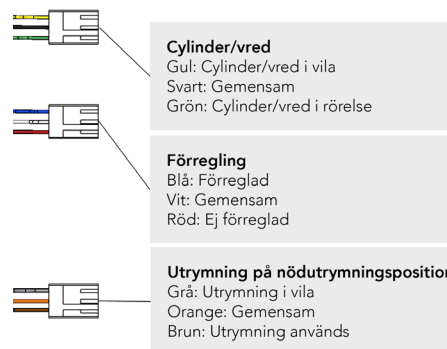 Cylinder/vred
Gul: Cylinder/vred i vila
Svart: Gemensam
Grön: Cylinder/vred i rörelse
Förregling
Blå: Förreglad
Vit: Gemensam
Röd: Ej förreglad
Utrymning på nödutrymningsposition
Grå: Utrymning i vila
Orange: Gemensam
Brun: Utrymning används